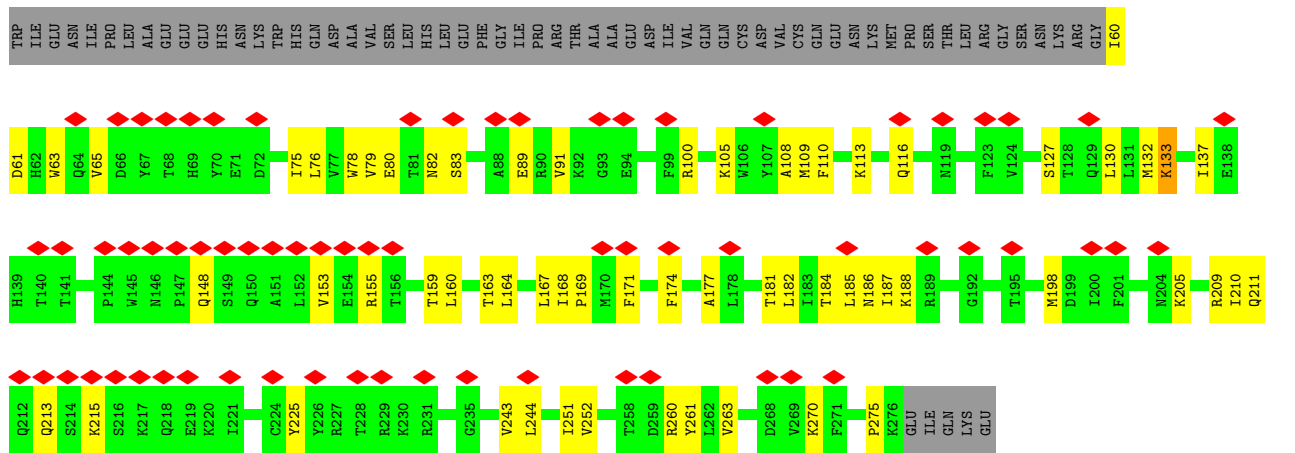 TRP ILE GLU ASN ILE PRO LEU ALA GLU GLU GLU HIS ASN LYS TRP HIS GLN ASP ALA VAL SER LEU HIS LEU GLU PHE GLY ILE PRO ARG THR ALA ALA GLU ASP ILE VAL GLN GLN CYS ASP VAL CYS GLN GLU ASN LYS MET PRO SER THR LEU ARG GLY SER ASN LYS ARG GLY I60
D61 H62 W63 Q64 V65 D66 Y67 T68 H69 Y70 E71 D72 I75 L76 V77 W78 V79 E80 T81 N82 S83 A88 E89 R90 V91 K92 G93 E94 F99 R100 K105 W106 Y107 A108 M109 F110 K113 Q116 N119 F123 V124 S127 T128 Q129 L130 L131 M132 K133 I137 E138
H139 T140 T141 P144 W145 N146 P147 Q148 S149 Q150 A151 L152 V153 E154 R155 T156 T159 L160 T163 L164 L167 I168 P169 M170 F171 F174 A177 L178 T181 L182 I183 T184 L185 N186 I187 K188 R189 G192 T195 M198 D199 I200 F201 N204 K205 R209 I210 Q211
Q212 Q213 S214 K215 S216 K217 Q218 E219 K220 I221 C224 Y225 Y226 R227 T228 R229 K230 R231 G235 V243 L244 I251 V252 T258 D259 R260 Y261 L262 V263 D268 V269 K270 F271 P275 K276 GLU ILE GLN LYS GLU